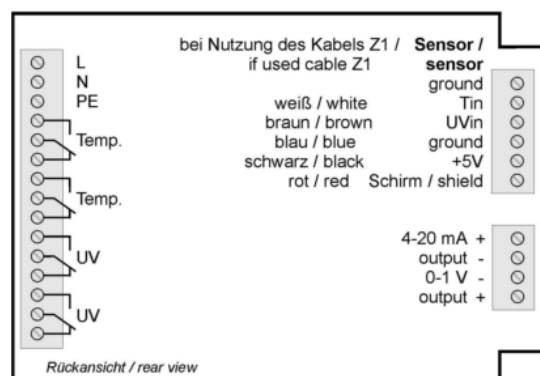 bei Nutzung des Kabels Z1 / Sensor /
if used cable Z1 sensor
ground
weiß / white Tin
braun / brown UVin
blau / blue ground
schwarz / black +5V
rot / red Schirm / shield
L
N
PE
Temp.
Temp.
UV
UV
4-20 mA +
output -
0-1 V -
output +
Rückansicht / rear view